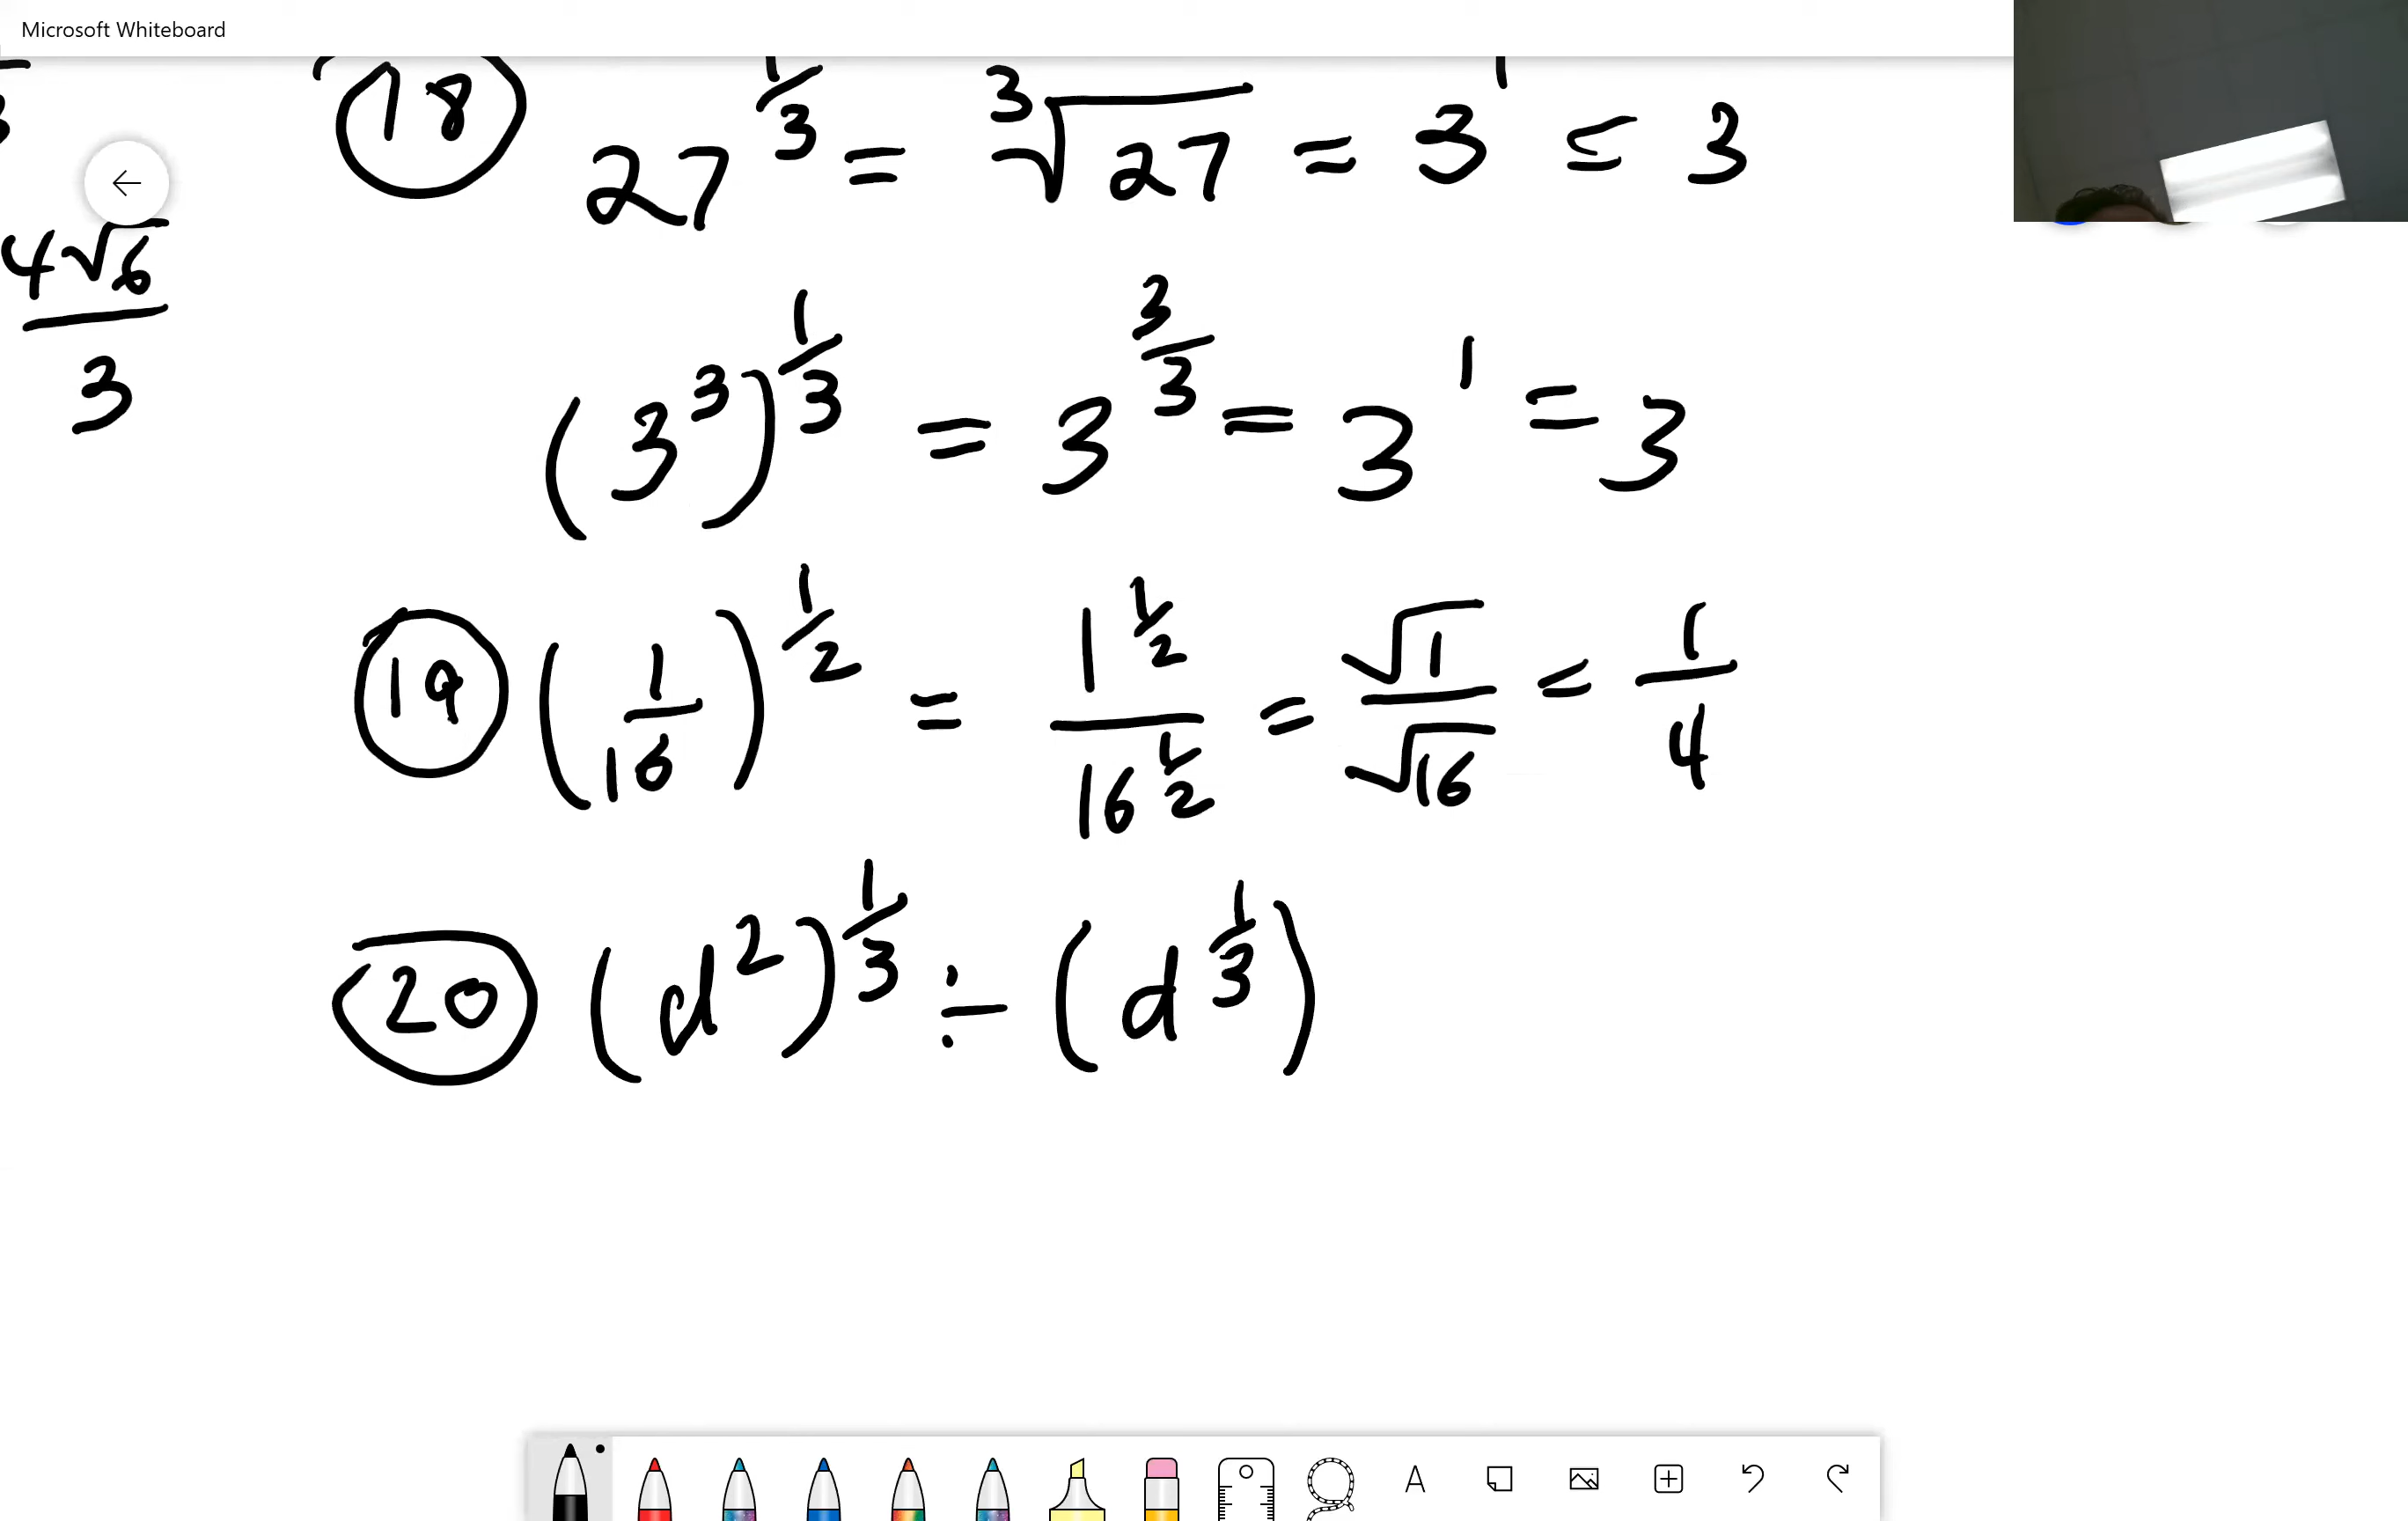 Microsoft Whiteboard
18 27^(1/3) = ∛27 = 3^1 = 3
4√6/3
(3^3)^(1/3) = 3^(3/3) = 3^1 = 3
19 (1/16)^(1/2) = 1^(1/2)/16^(1/2) = √1/√16 = 1/4
20 (d^2)^(1/3) ÷ (d^(1/3))
A